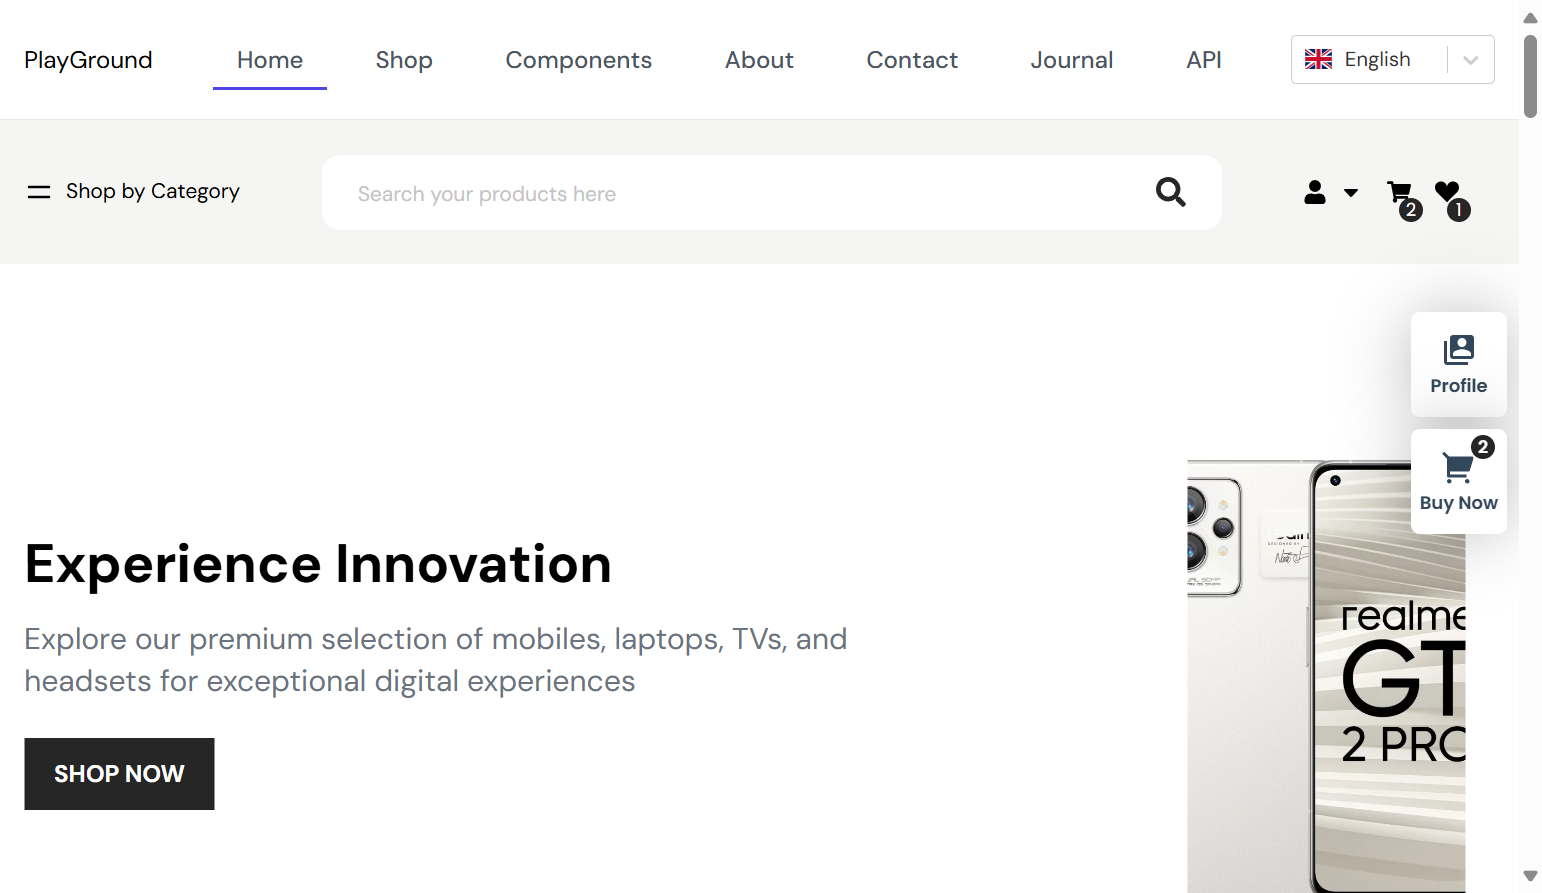 PlayGround Home Shop Components About Contact Journal API English
Shop by Category Search your products here 2 1
Profile
2
Buy Now
Experience Innovation
Explore our premium selection of mobiles, laptops, TVs, and
headsets for exceptional digital experiences
SHOP NOW
realme
GT
2 PRO